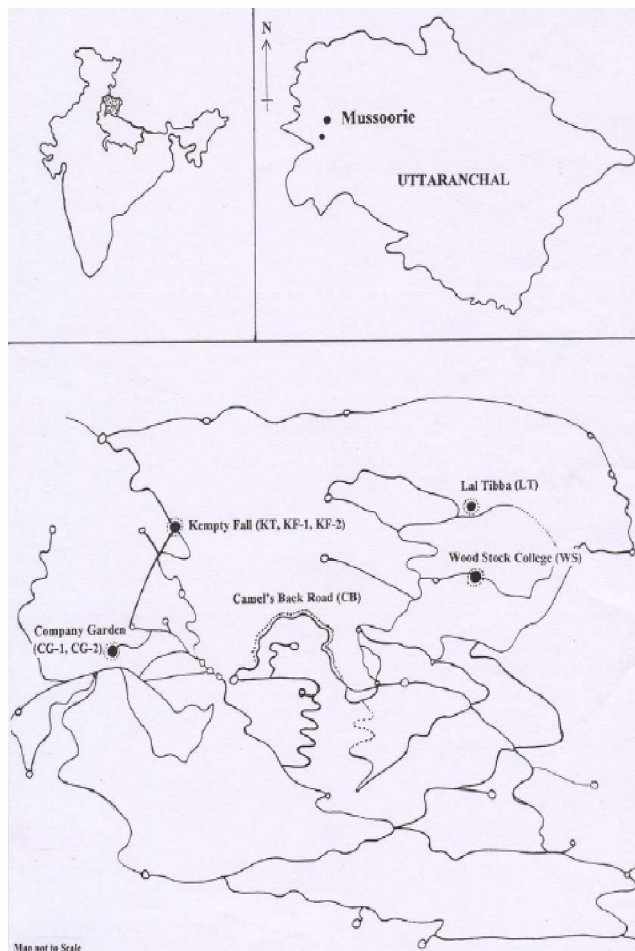 N
Mussoorie
UTTARANCHAL
Lal Tibba (LT)
Kempty Fall (KT, KF-1, KF-2)
Wood Stock College (WS)
Camel's Back Road (CB)
Company Garden
(CG-1, CG-2)
Map not to Scale